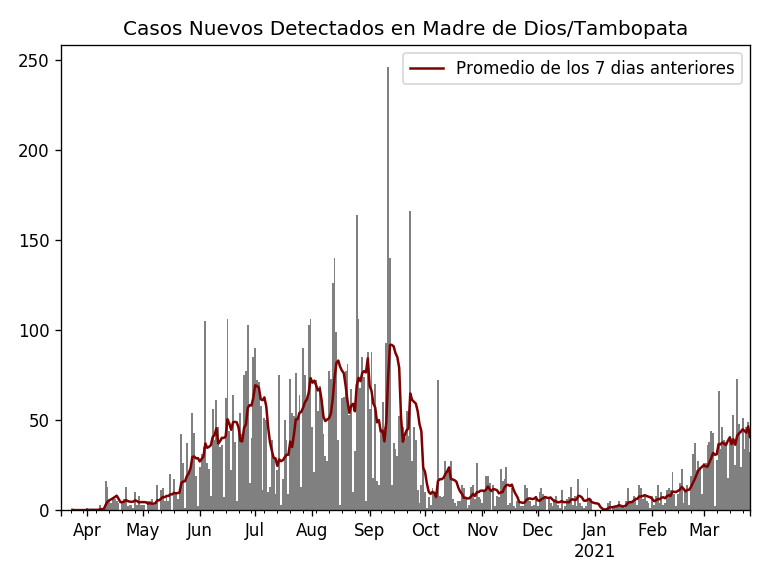 Casos Nuevos Detectados en Madre de Dios/Tambopata
Promedio de los 7 dias anteriores
250
200
150
100
50
0
Apr May Jun Jul Aug Sep Oct Nov Dec Jan Feb Mar
2021